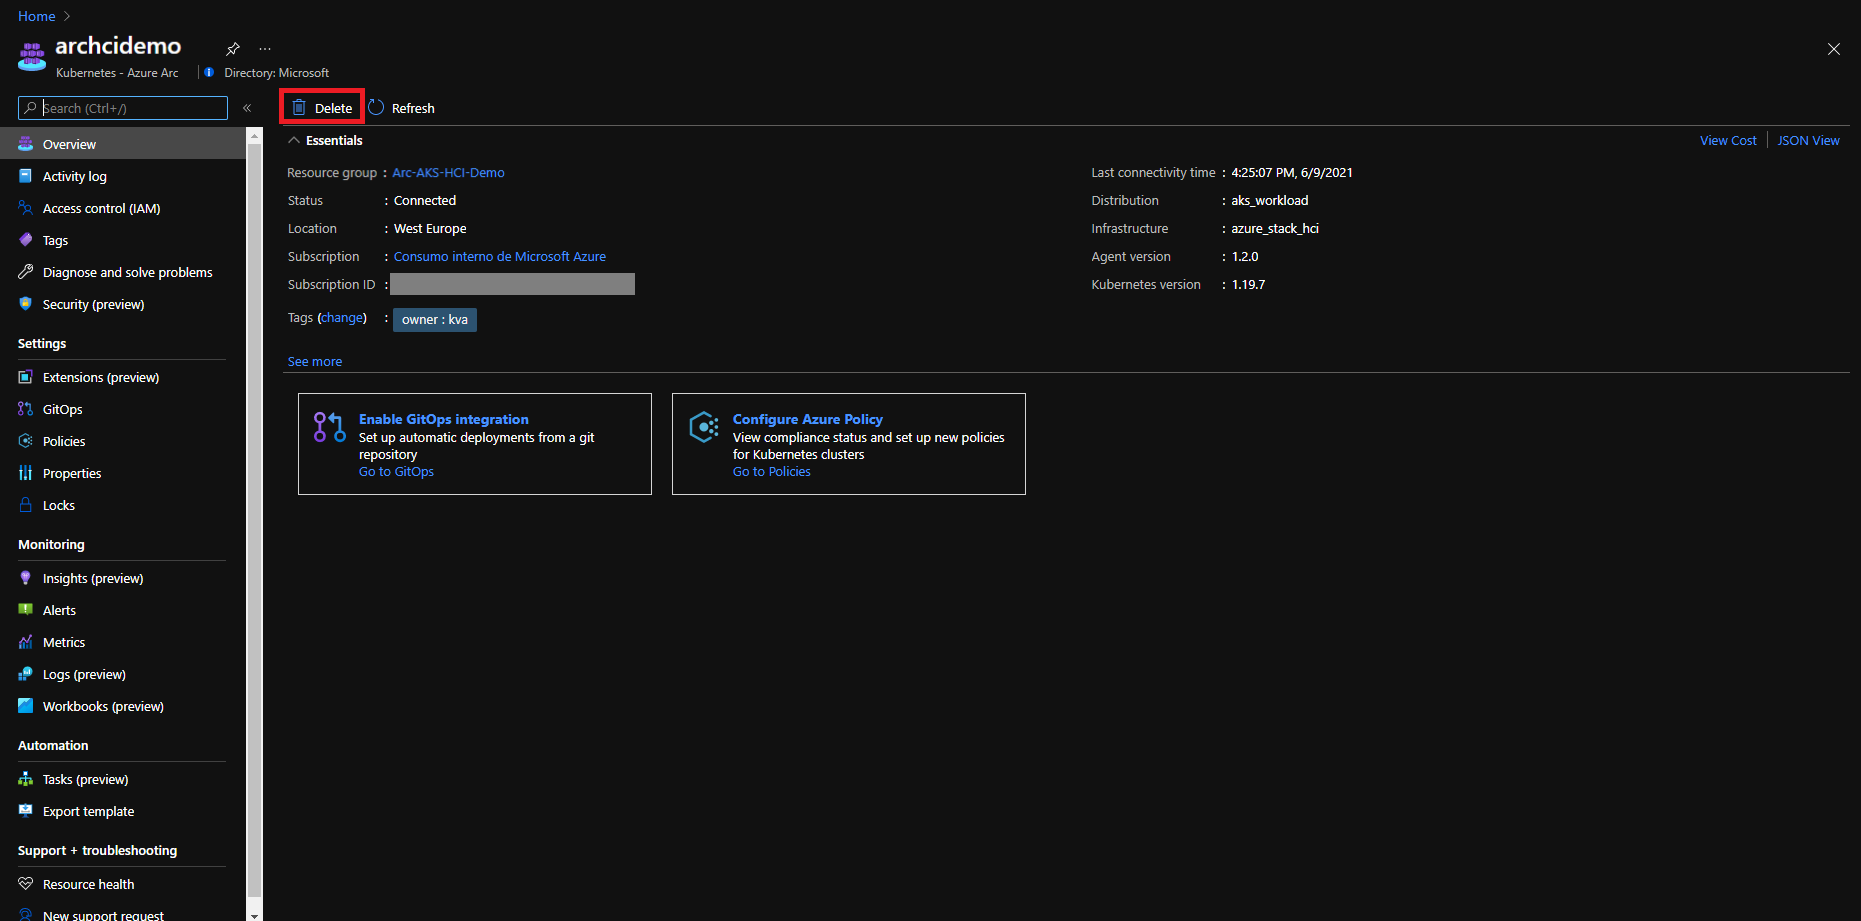 Home >
archcidemo
...
Kubernetes - Azure Arc
Directory: Microsoft
Search (Ctrl+/)
«
Delete
Refresh
Overview
Activity log
Access control (IAM)
Tags
Diagnose and solve problems
Security (preview)
Settings
Extensions (preview)
GitOps
Policies
Properties
Locks
Monitoring
Insights (preview)
Alerts
Metrics
Logs (preview)
Workbooks (preview)
Automation
Tasks (preview)
Export template
Support + troubleshooting
Resource health
New support request
Essentials
View Cost
JSON View
Resource group : Arc-AKS-HCI-Demo
Status : Connected
Location : West Europe
Subscription : Consumo interno de Microsoft Azure
Subscription ID :
Tags (change) : owner : kva
See more
Last connectivity time : 4:25:07 PM, 6/9/2021
Distribution : aks_workload
Infrastructure : azure_stack_hci
Agent version : 1.2.0
Kubernetes version : 1.19.7
Enable GitOps integration
Set up automatic deployments from a git
repository
Go to GitOps
Configure Azure Policy
View compliance status and set up new policies
for Kubernetes clusters
Go to Policies